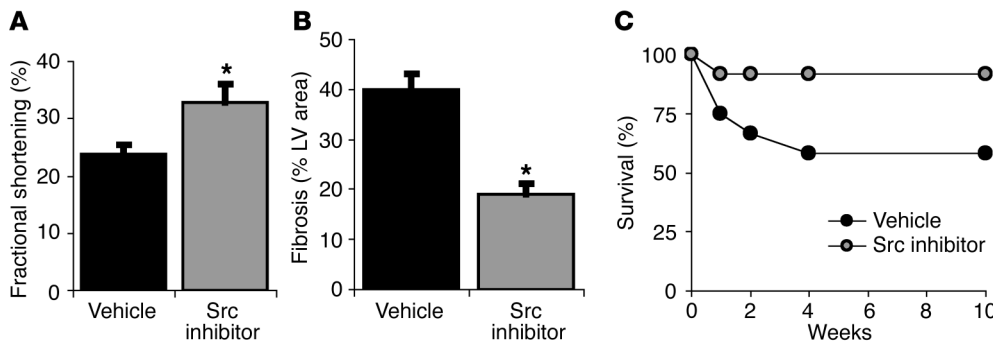 A
Fractional shortening (%)
40
30
20
10
0
*
Vehicle
Src
inhibitor
B
Fibrosis (% LV area)
50
40
30
20
10
0
*
Vehicle
Src
inhibitor
C
Survival (%)
100
75
50
25
0
Vehicle
Src inhibitor
0 2 4 6 8 10
Weeks